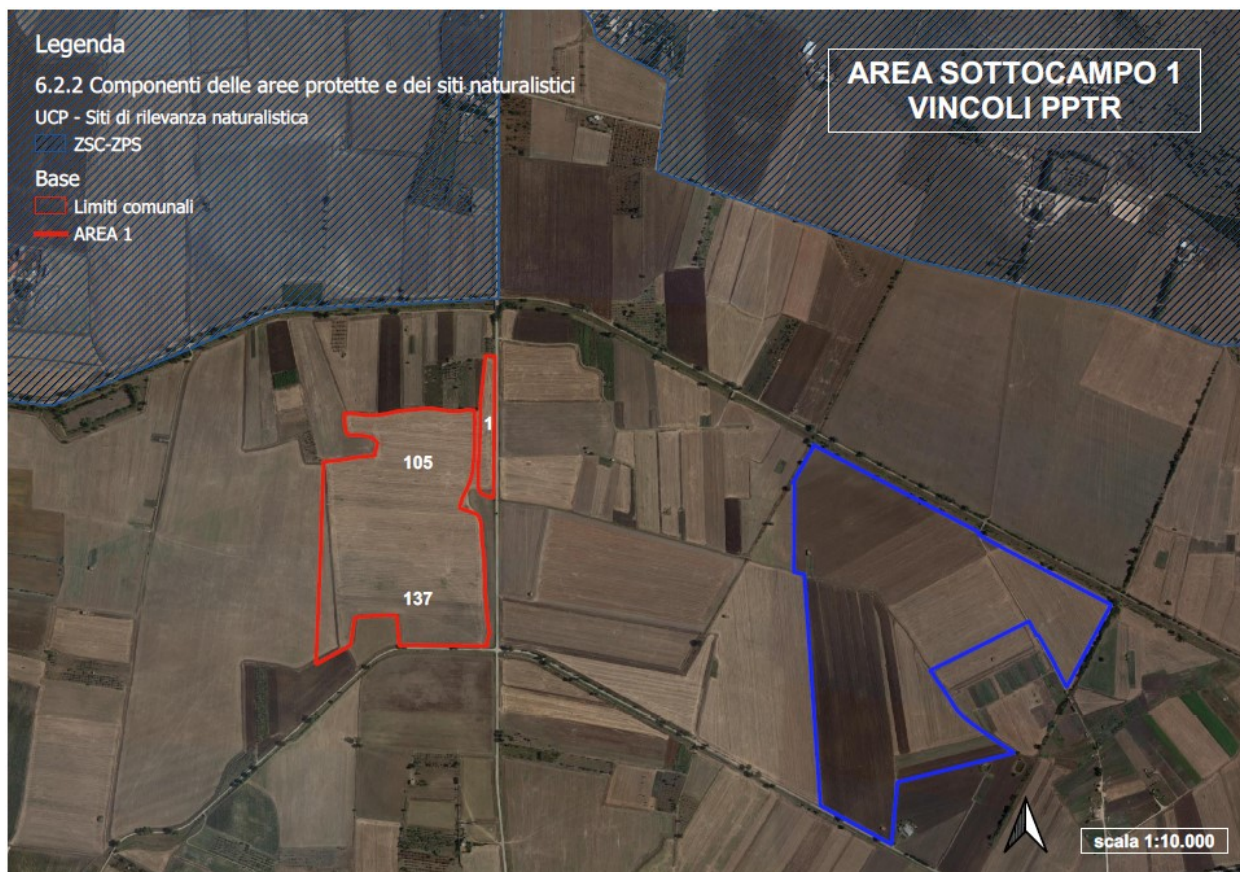 Legenda
6.2.2 Componenti delle aree protette e dei siti naturalistici
UCP - Siti di rilevanza naturalistica
ZSC-ZPS
Base
Limiti comunali
AREA 1
AREA SOTTOCAMPO 1
VINCOLI PPTR
1
105
137
scala 1:10.000